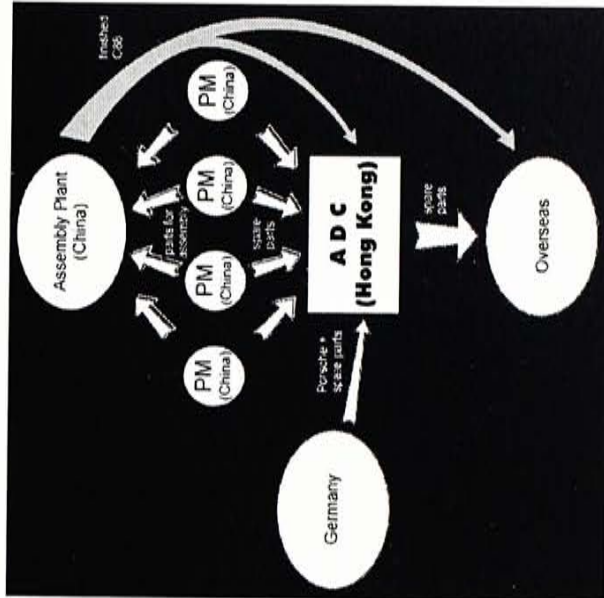 finished
C88
Assembly Plant
(China)
PM
(China)
PM
(China)
PM
(China)
PM
(China)
parts for
assembly
spare
parts
Germany
Porsche +
spare parts
A D C
(Hong Kong)
spare
parts
Overseas